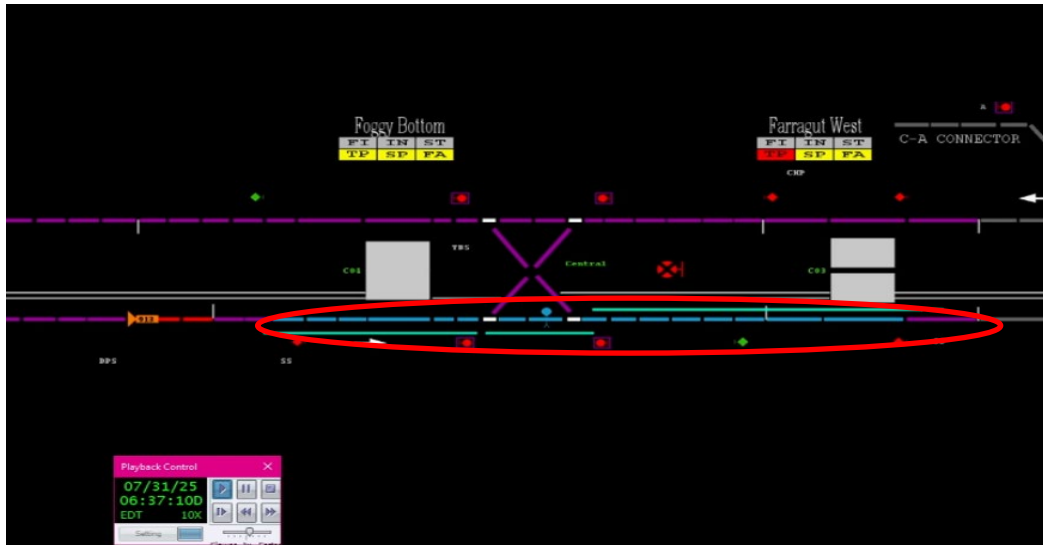 Foggy Bottom
FI IN ST
TP SP FA
Farragut West
FI IN ST
TP SP FA
CHP
A
C-A CONNECTOR
TBS
C01
Central
C03
DPS
SS
A
Playback Control
07/31/25
06:37:10D
EDT 10X
Setting